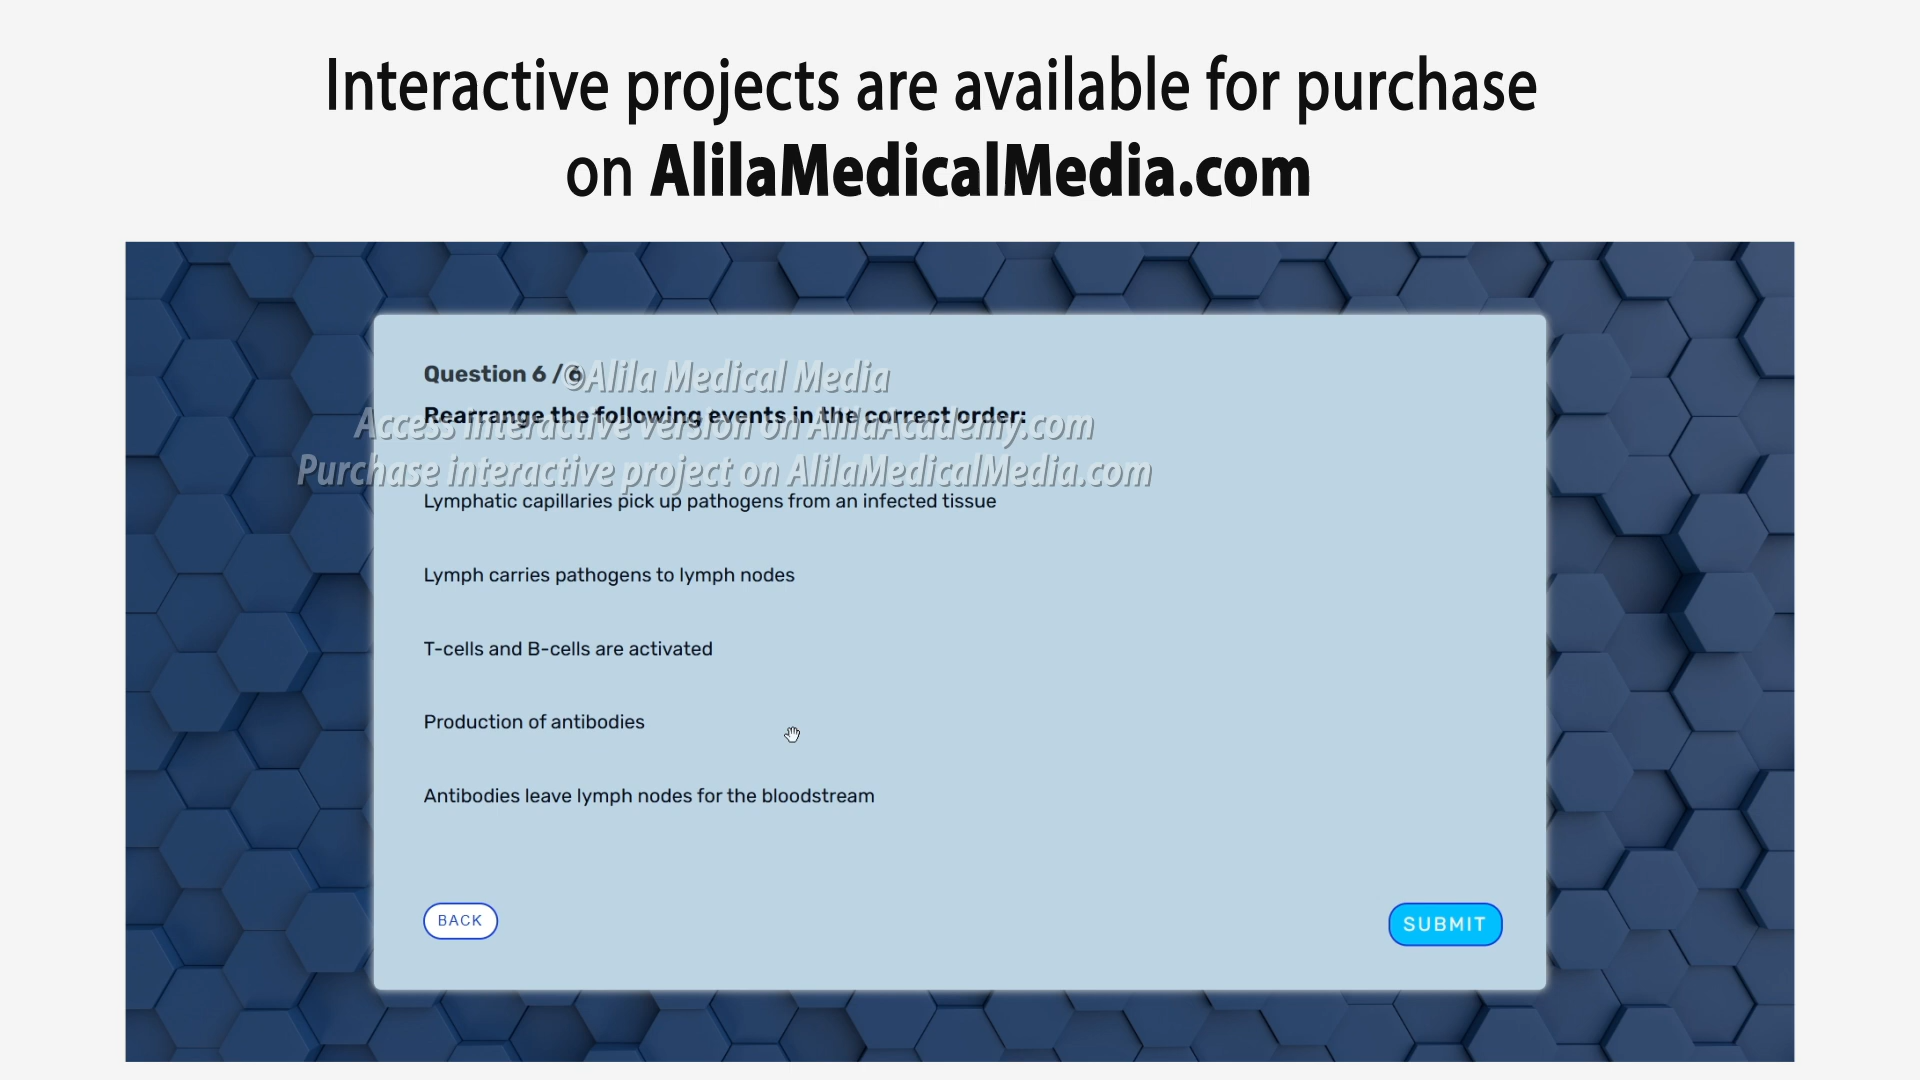 Interactive projects are available for purchase
on AlilaMedicalMedia.com
Question 6 / 6
©Alila Medical Media
Rearrange the following events in the correct order:
Access interactive version on AlilaAcademy.com
Purchase interactive project on AlilaMedicalMedia.com
Lymphatic capillaries pick up pathogens from an infected tissue
Lymph carries pathogens to lymph nodes
T-cells and B-cells are activated
Production of antibodies
Antibodies leave lymph nodes for the bloodstream
BACK
SUBMIT